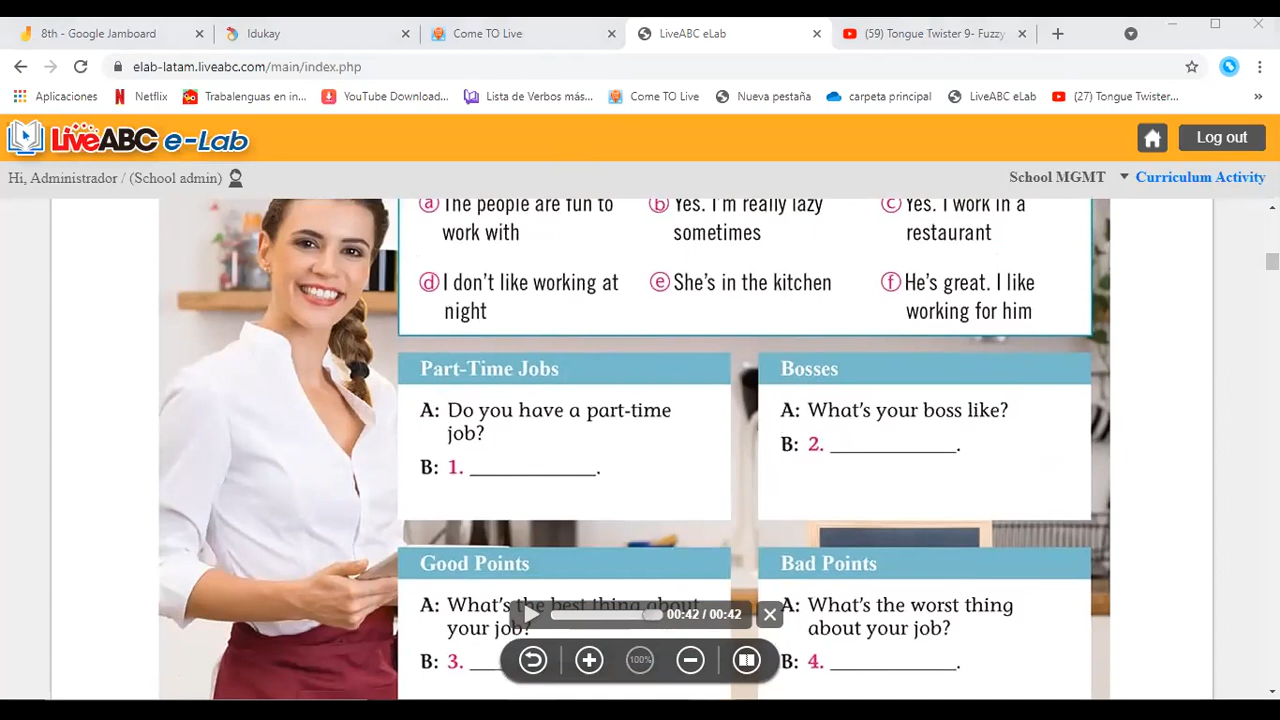 8th - Google Jamboard
Idukay
Come TO Live
LiveABC eLab
(59) Tongue Twister 9- Fuzzy
elab-latam.liveabc.com/main/index.php
Aplicaciones
Netflix
Trabalenguas en in...
YouTube Download...
Lista de Verbos más...
Come TO Live
Nueva pestaña
carpeta principal
LiveABC eLab
(27) Tongue Twister...
»
LiveABC e-Lab
Log out
Hi, Administrador / (School admin)
School MGMT
Curriculum Activity
ⓐ The people are fun to
work with
ⓑ Yes. I'm really lazy
sometimes
ⓒ Yes. I work in a
restaurant
ⓓ I don't like working at
night
ⓔ She's in the kitchen
ⓕ He's great. I like
working for him
Part-Time Jobs
A: Do you have a part-time
job?
B: 1. ____________.
Bosses
A: What's your boss like?
B: 2. ____________.
Good Points
A: What's the best thing about
your job?
B: 3. ___
Bad Points
A: What's the worst thing
about your job?
B: 4. ____________.
00:42 / 00:42
100%